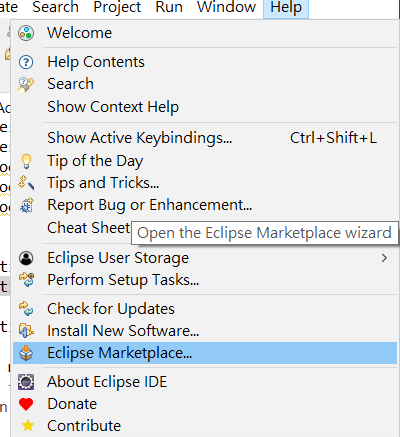 Search Project Run Window Help
Welcome
Help Contents
Search
Show Context Help
Show Active Keybindings... Ctrl+Shift+L
Tip of the Day
Tips and Tricks...
Report Bug or Enhancement...
Cheat Sheet
Open the Eclipse Marketplace wizard
Eclipse User Storage
Perform Setup Tasks...
Check for Updates
Install New Software...
Eclipse Marketplace...
About Eclipse IDE
Donate
Contribute